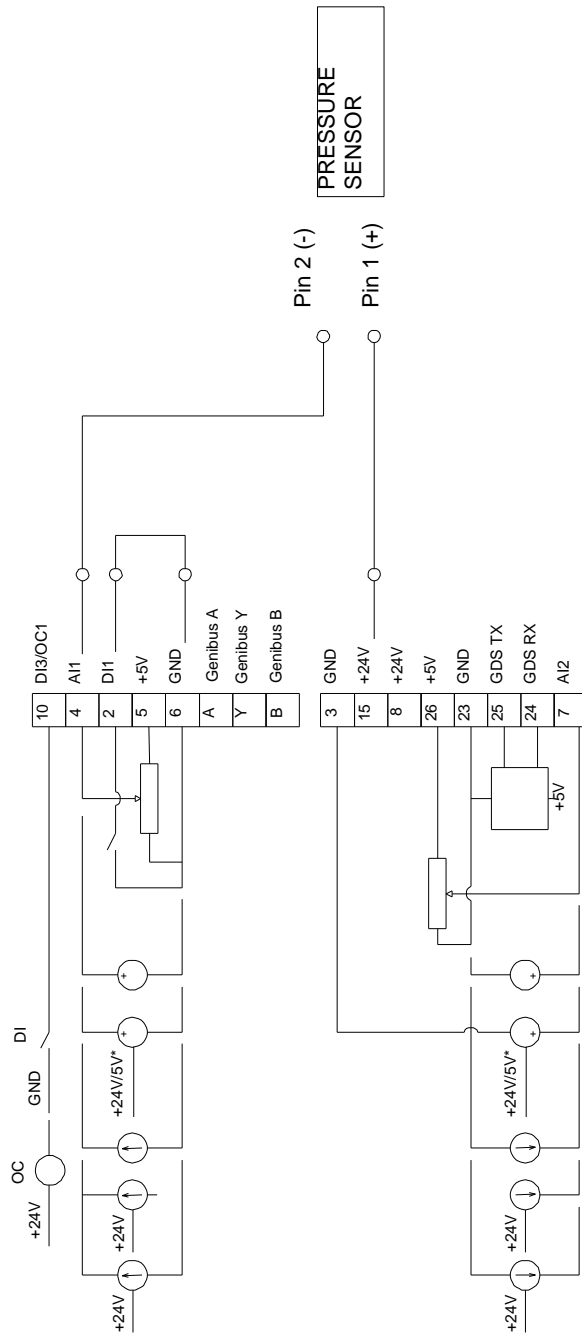 PRESSURE
SENSOR
Pin 2 (-)
Pin 1 (+)
10
DI3/OC1
4
AI1
2
DI1
5
+5V
6
GND
A
Genibus A
Y
Genibus Y
B
Genibus B
3
GND
15
+24V
8
+24V
26
+5V
23
GND
25
GDS TX
24
GDS RX
7
AI2
+5V
DI
GND
OC
+24V
+
+
+24V/5V*
+24V
+24V
+
+
+24V/5V*
+24V
+24V